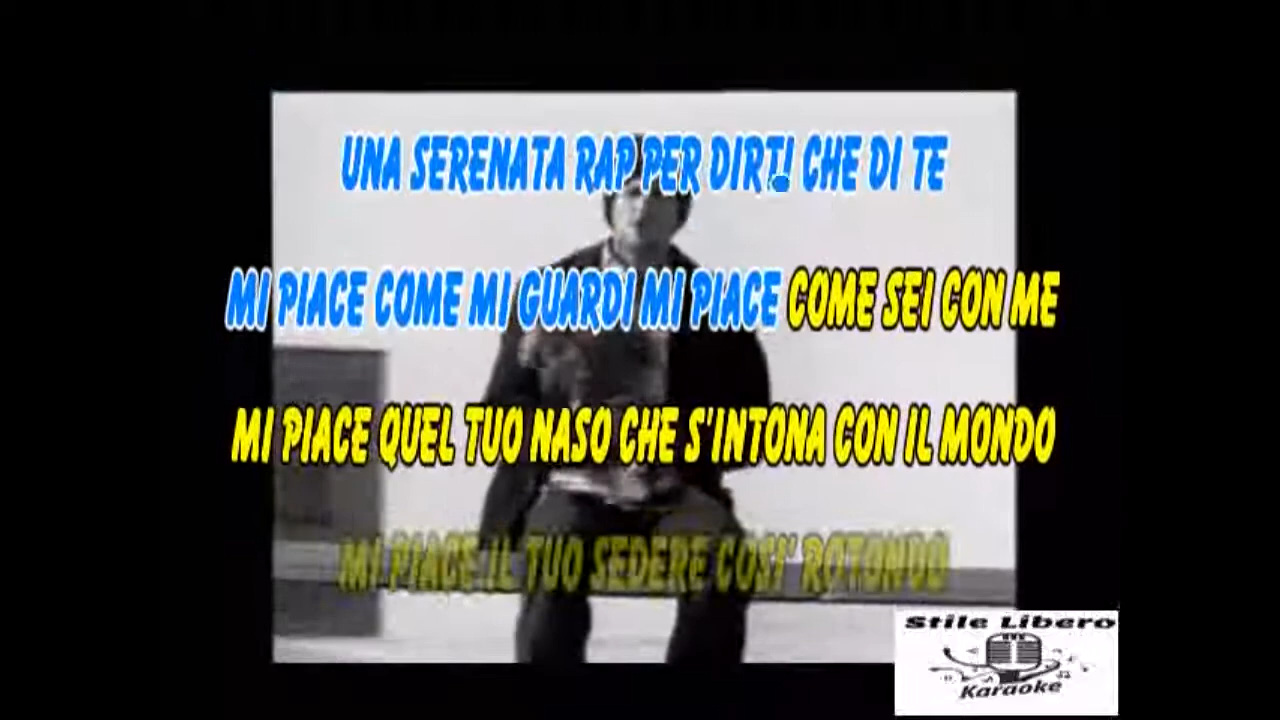 UNA SERENATA RAP PER DIRTI CHE DI TE
MI PIACE COME MI GUARDI MI PIACE COME SEI CON ME
MI PIACE QUEL TUO NASO CHE S'INTONA CON IL MONDO
MI PIACE IL TUO SEDERE COSI' ROTONDO
Stile Libero
Karaoke